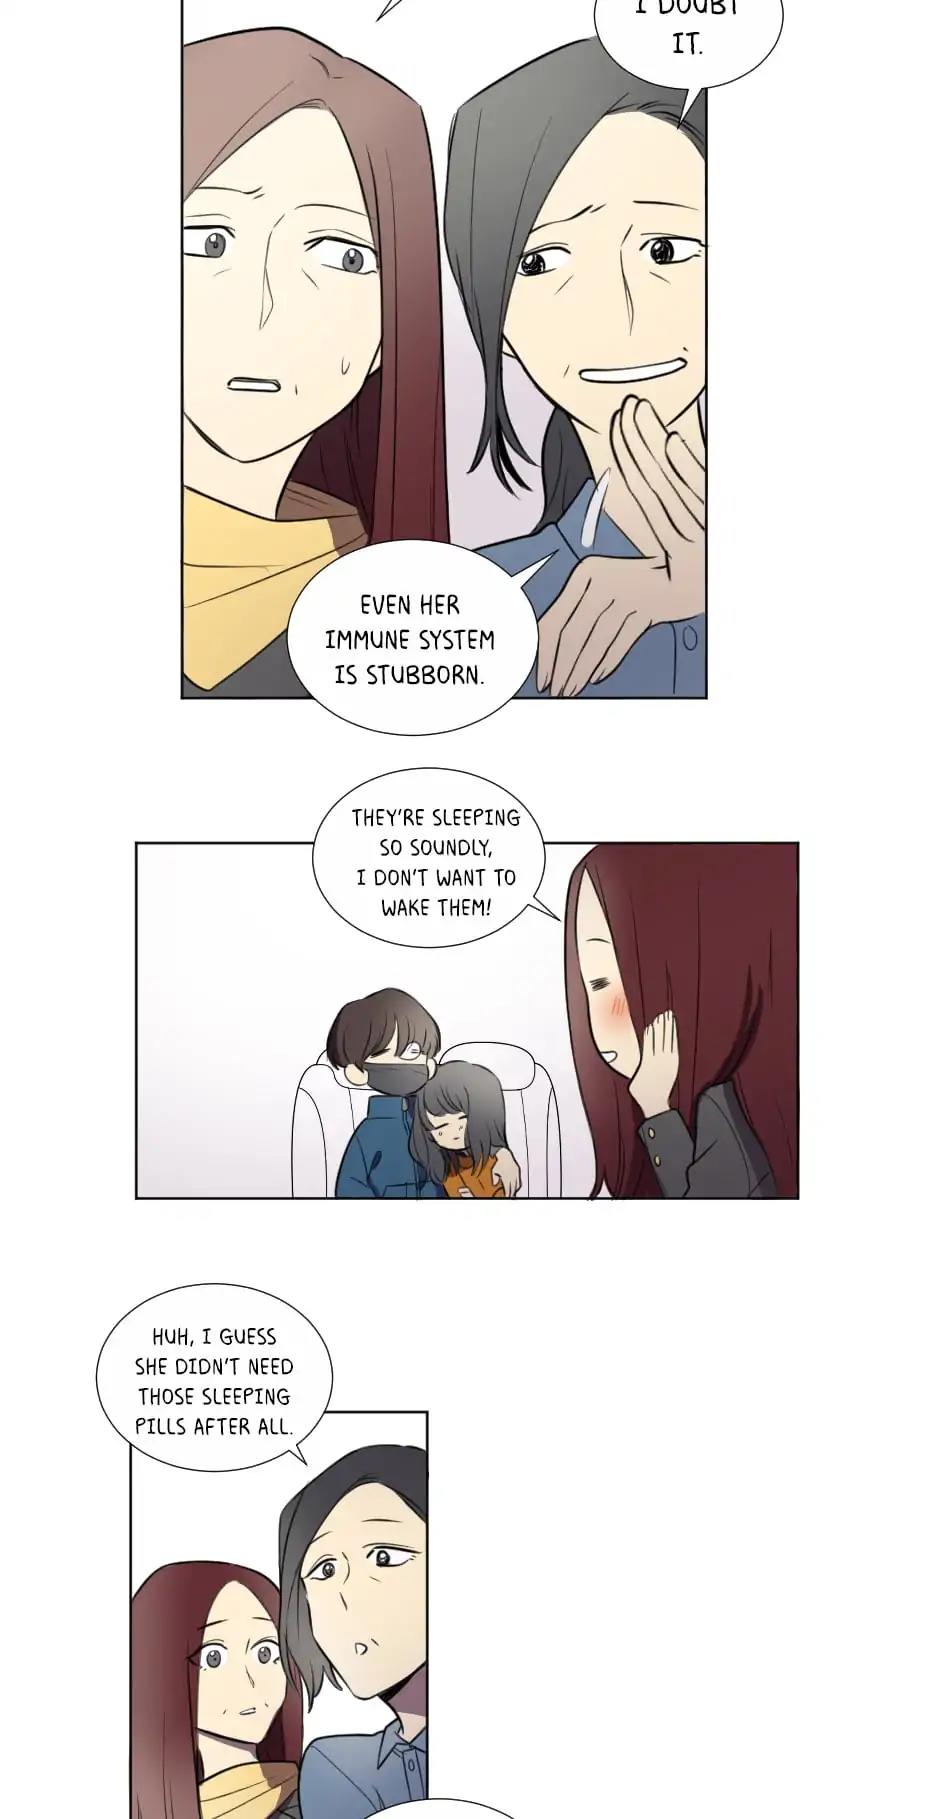 I DOUBT
IT.
EVEN HER
IMMUNE SYSTEM
IS STUBBORN.
THEY'RE SLEEPING
SO SOUNDLY,
I DON'T WANT TO
WAKE THEM!
HUH, I GUESS
SHE DIDN'T NEED
THOSE SLEEPING
PILLS AFTER ALL.